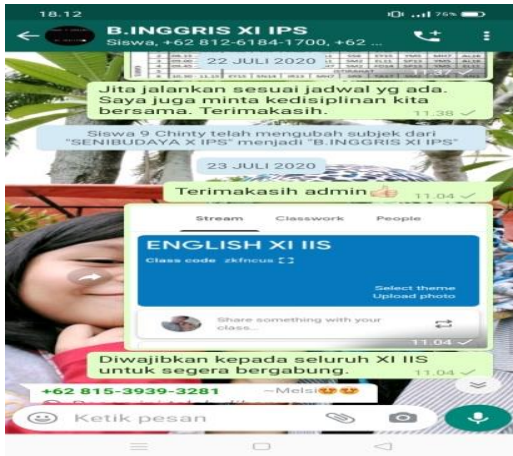 18.12
76%
B.INGGRIS XI IPS
Siswa, +62 812-6184-1700, +62 ...
22 JULI 2020
Jita jalankan sesuai jadwal yg ada.
Saya juga minta kedisiplinan kita
bersama. Terimakasih.
11.38
Siswa 9 Chinty telah mengubah subjek dari
"SENIBUDAYA X IPS" menjadi "B.INGGRIS XI IPS"
23 JULI 2020
Terimakasih admin
11.04
Stream Classwork People
ENGLISH XI IIS
Class code zkfncus
Select theme
Upload photo
Share something with your
class...
11.04
Diwajibkan kepada seluruh XI IIS
untuk segera bergabung.
11.04
+62 815-3939-3281 ~Melsi
Ketik pesan